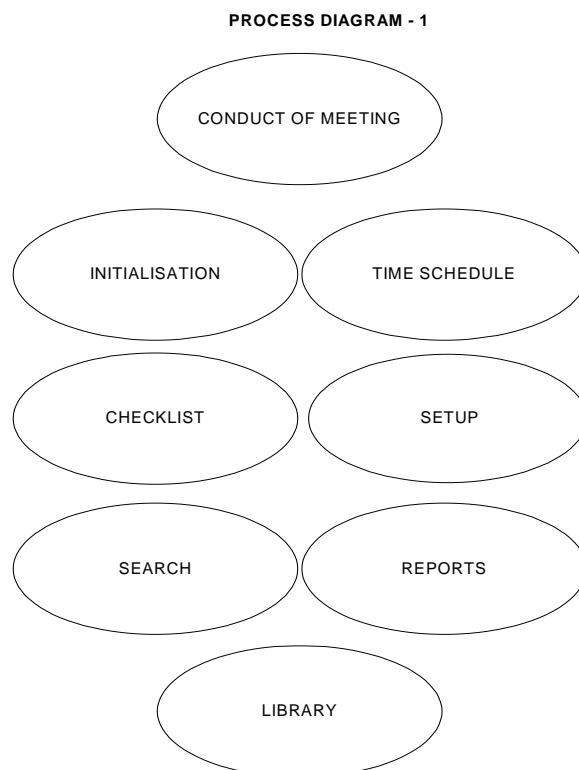 PROCESS DIAGRAM - 1
CONDUCT OF MEETING
INITIALISATION
TIME SCHEDULE
CHECKLIST
SETUP
SEARCH
REPORTS
LIBRARY